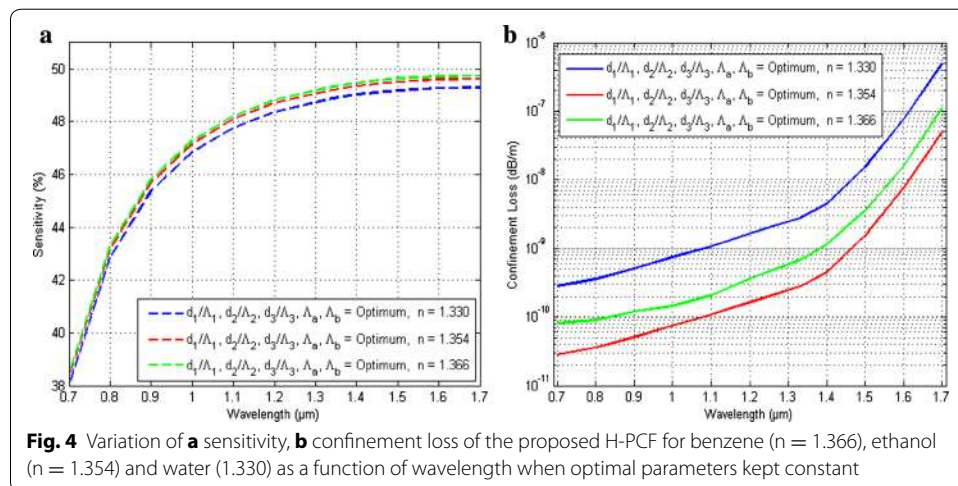 a
50
48
46
44
42
40
38
Sensitivity (%)
d1/Λ1, d2/Λ2, d3/Λ3, Λa, Λb = Optimum, n = 1.330
d1/Λ1, d2/Λ2, d3/Λ3, Λa, Λb = Optimum, n = 1.354
d1/Λ1, d2/Λ2, d3/Λ3, Λa, Λb = Optimum, n = 1.366
0.7 0.8 0.9 1.0 1.1 1.2 1.3 1.4 1.5 1.6 1.7
Wavelength (µm)
b
10⁻⁶
10⁻⁷
10⁻⁸
10⁻⁹
10⁻¹⁰
10⁻¹¹
Confinement Loss (dB/m)
d1/Λ1, d2/Λ2, d3/Λ3, Λa, Λb = Optimum, n = 1.330
d1/Λ1, d2/Λ2, d3/Λ3, Λa, Λb = Optimum, n = 1.354
d1/Λ1, d2/Λ2, d3/Λ3, Λa, Λb = Optimum, n = 1.366
0.7 0.8 0.9 1.0 1.1 1.2 1.3 1.4 1.5 1.6 1.7
Wavelength (µm)
Fig. 4 Variation of a sensitivity, b confinement loss of the proposed H-PCF for benzene (n = 1.366), ethanol
(n = 1.354) and water (1.330) as a function of wavelength when optimal parameters kept constant